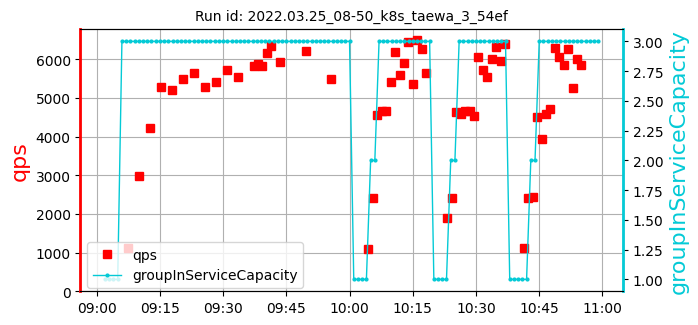 Run id: 2022.03.25_08-50_k8s_taewa_3_54ef
qps
6000
5000
4000
3000
2000
1000
0
3.00
2.75
2.50
2.25
2.00
1.75
1.50
1.25
1.00
groupInServiceCapacity
qps
groupInServiceCapacity
09:00 09:15 09:30 09:45 10:00 10:15 10:30 10:45 11:00